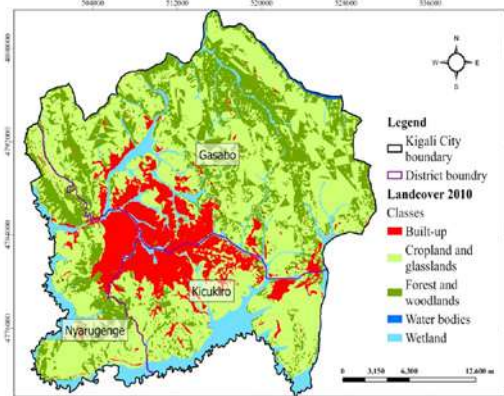 504000 512000 520000 528000 536000
N
W E
S
Gasabo
Kicukiro
Nyarugenge
Legend
Kigali City
boundary
District boundry
Landcover 2010
Classes
Built-up
Cropland and
glasslands
Forest and
woodlands
Water bodies
Wetland
0 3,150 6,300 12,600 m